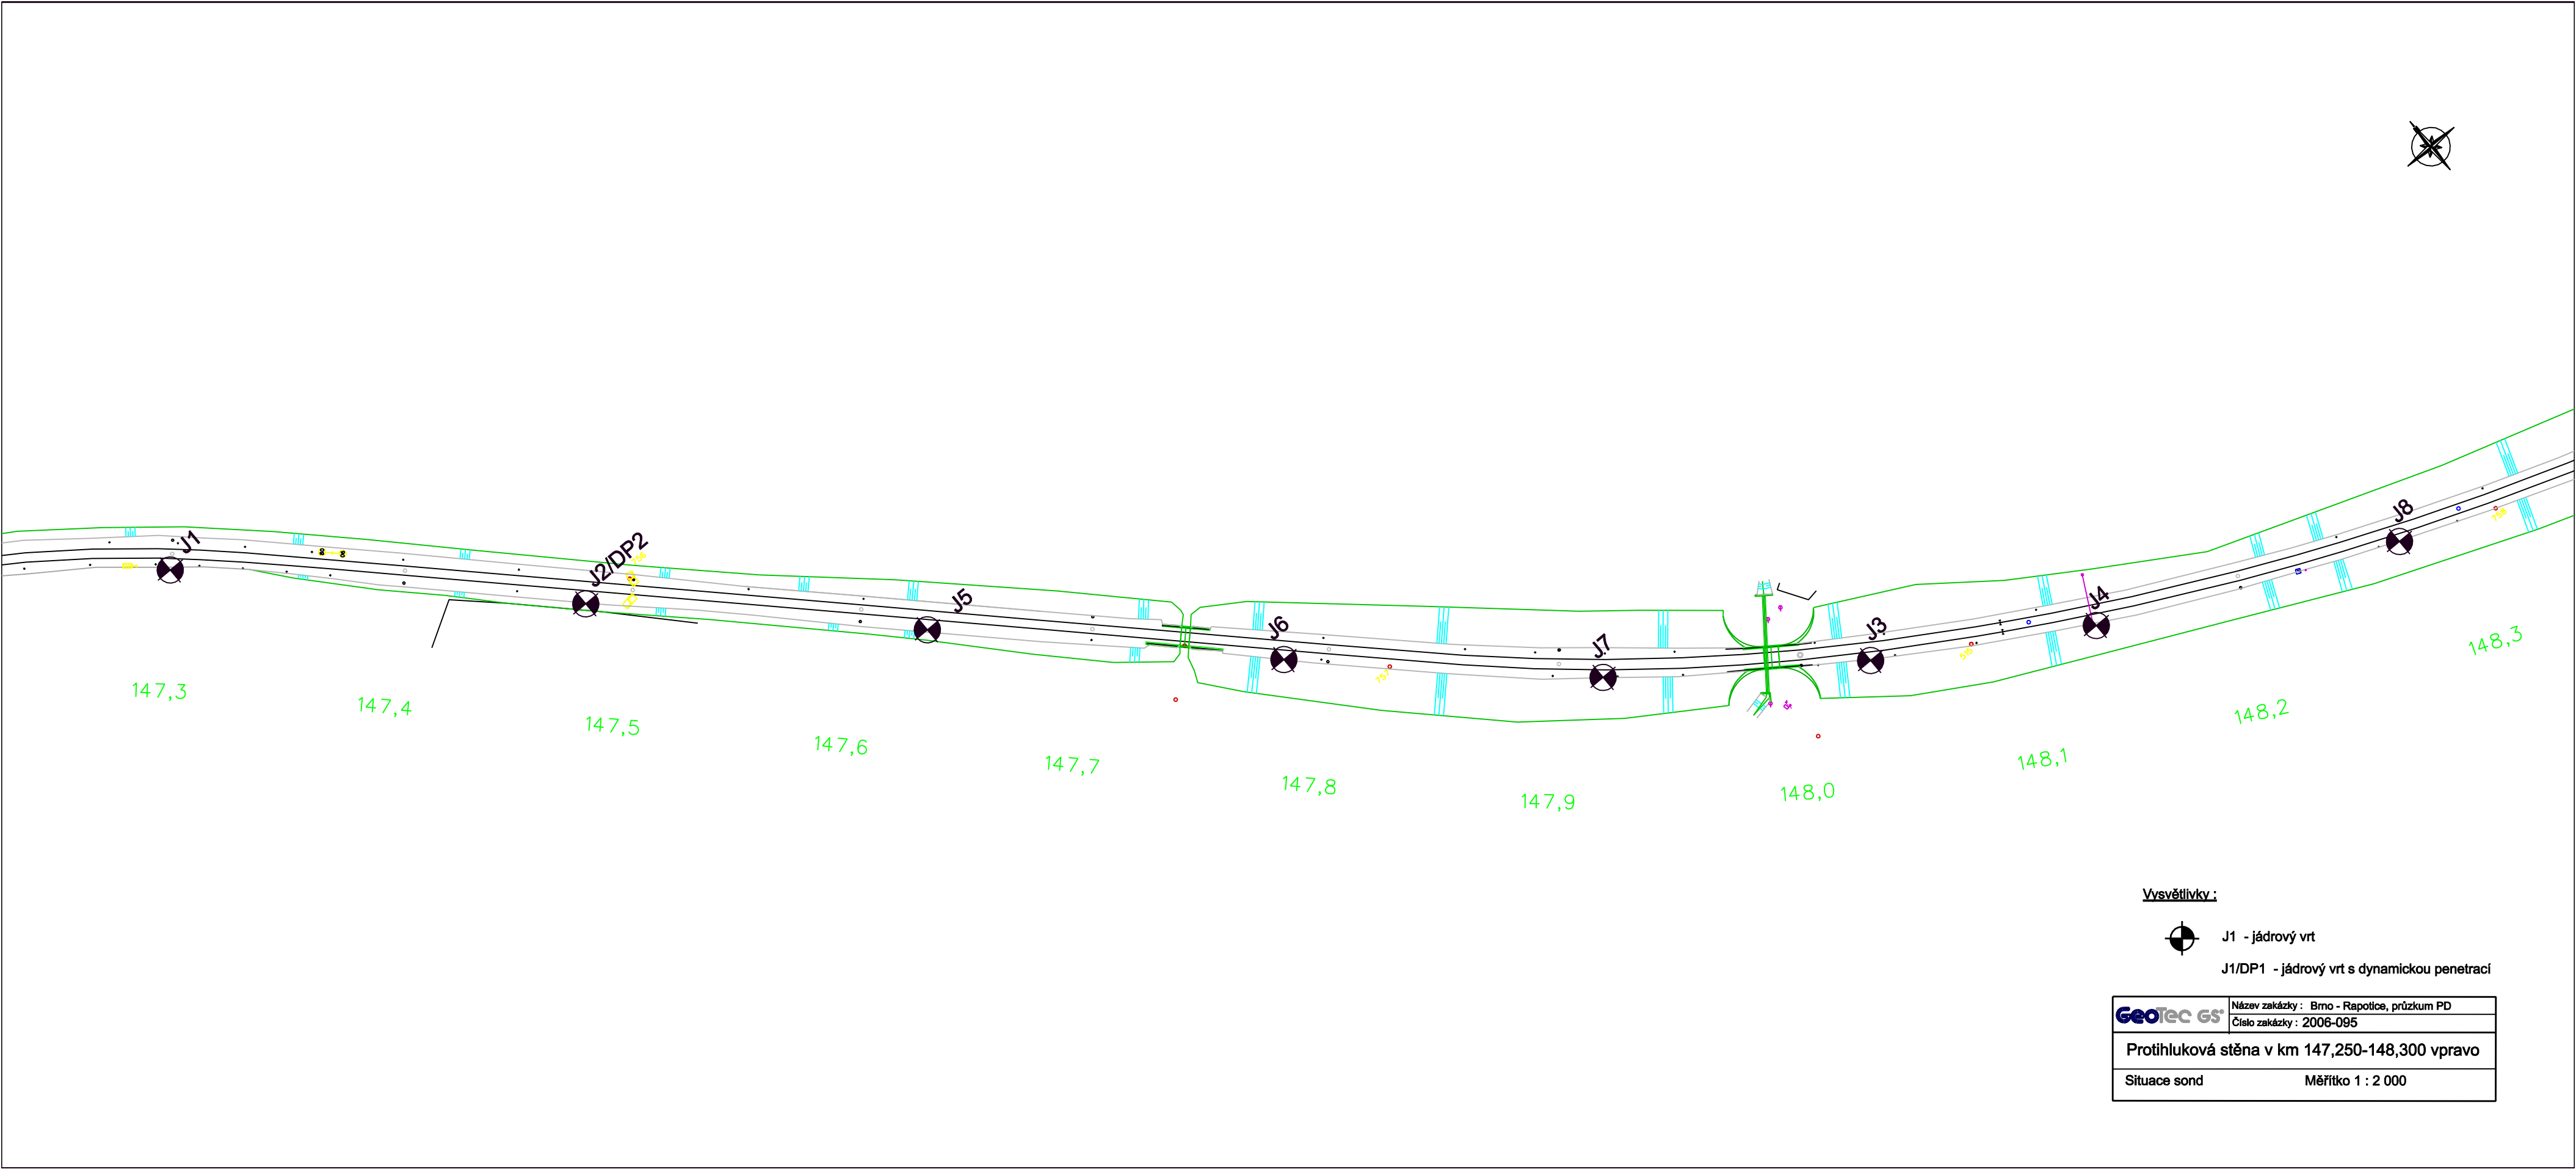 J1
J2/DP2
J5
J6
J7
J3
J4
J8
147,3
147,4
147,5
147,6
147,7
147,8
147,9
148,0
148,1
148,2
148,3
Vysvětlivky :
J1 - jádrový vrt
J1/DP1 - jádrový vrt s dynamickou penetrací
GeoTec GS
Název zakázky : Brno - Rapotice, průzkum PD
Číslo zakázky : 2006-095
Protihluková stěna v km 147,250-148,300 vpravo
Situace sond Měřítko 1 : 2 000